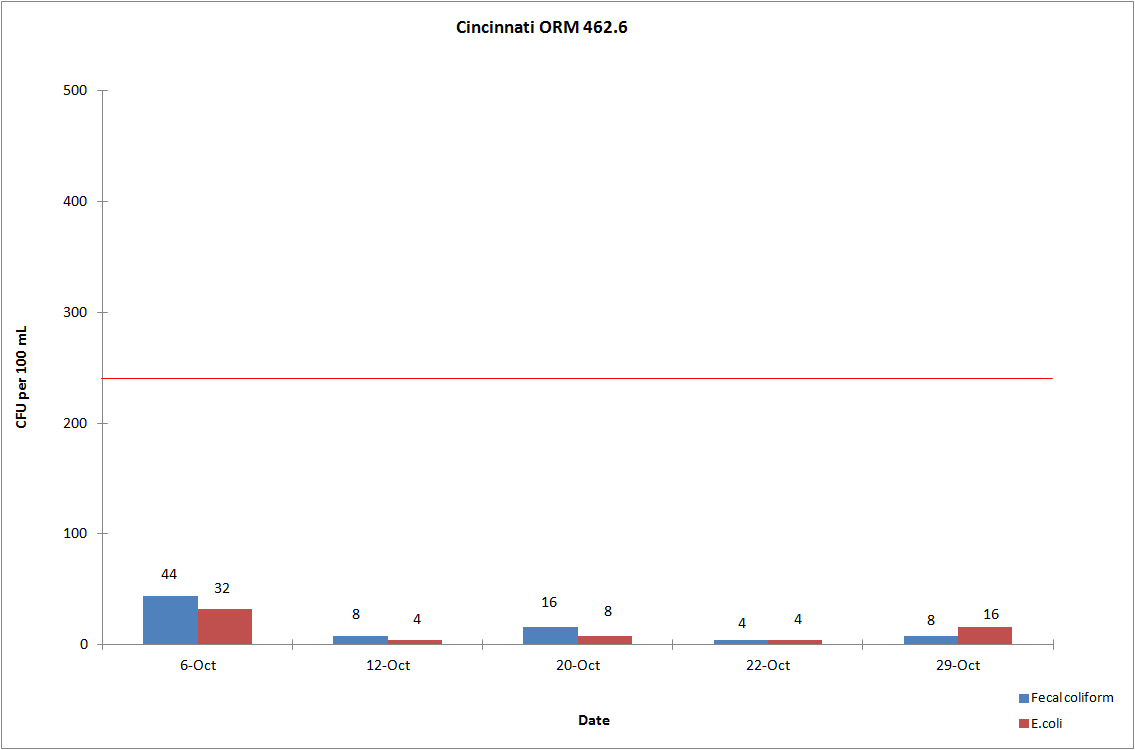 Cincinnati ORM 462.6
500
400
300
200
100
0
CFU per 100 mL
44
32
8
4
16
8
4
4
8
16
6-Oct
12-Oct
20-Oct
22-Oct
29-Oct
Date
Fecal coliform
E.coli